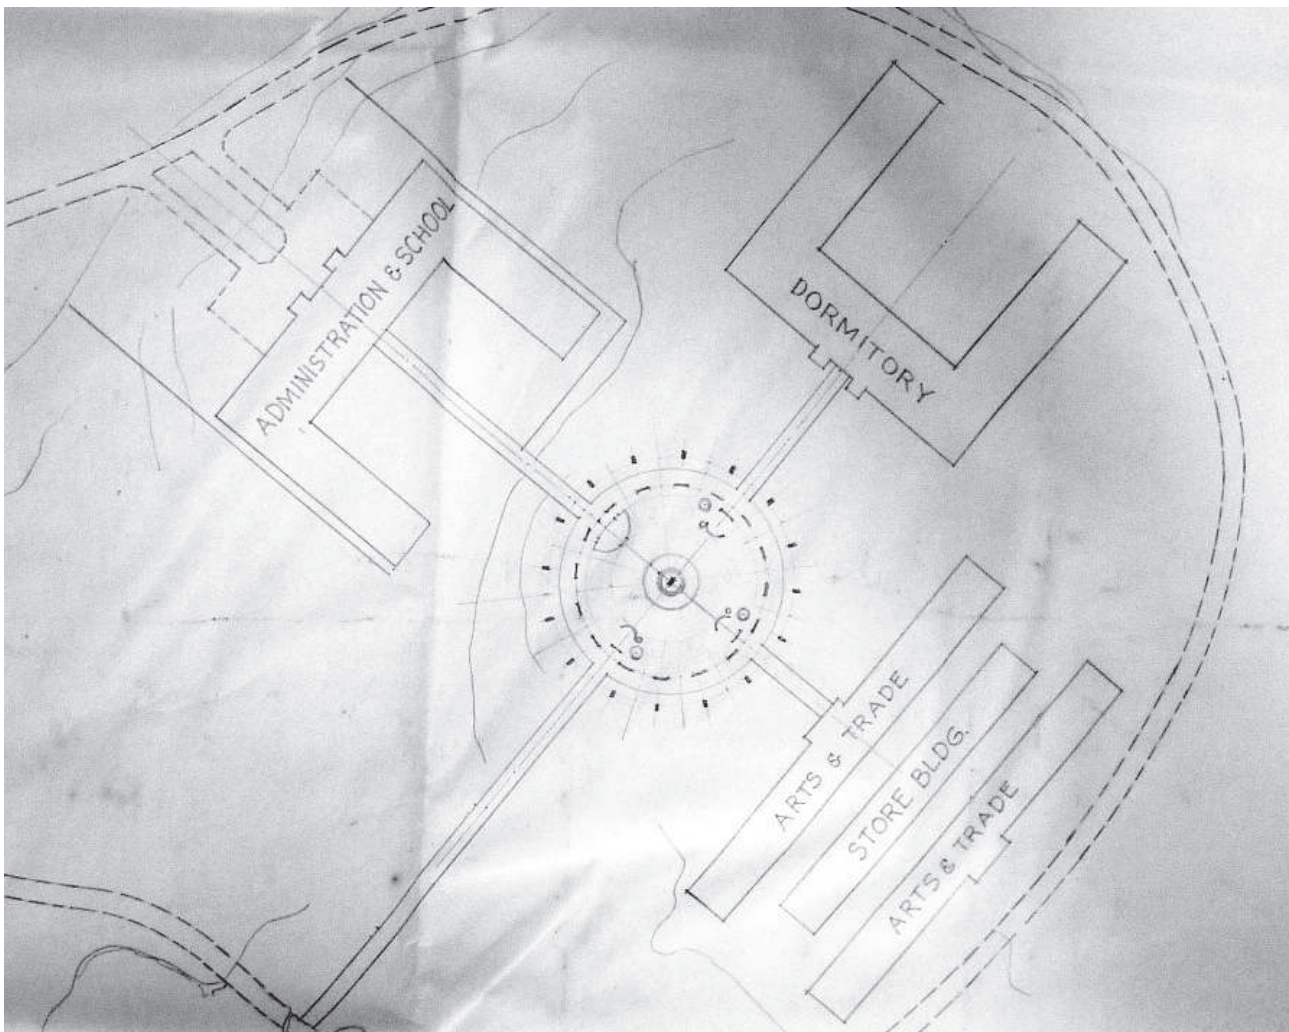 ADMINISTRATION & SCHOOL
DORMITORY
ARTS & TRADE
STORE BLDG.
ARTS & TRADE